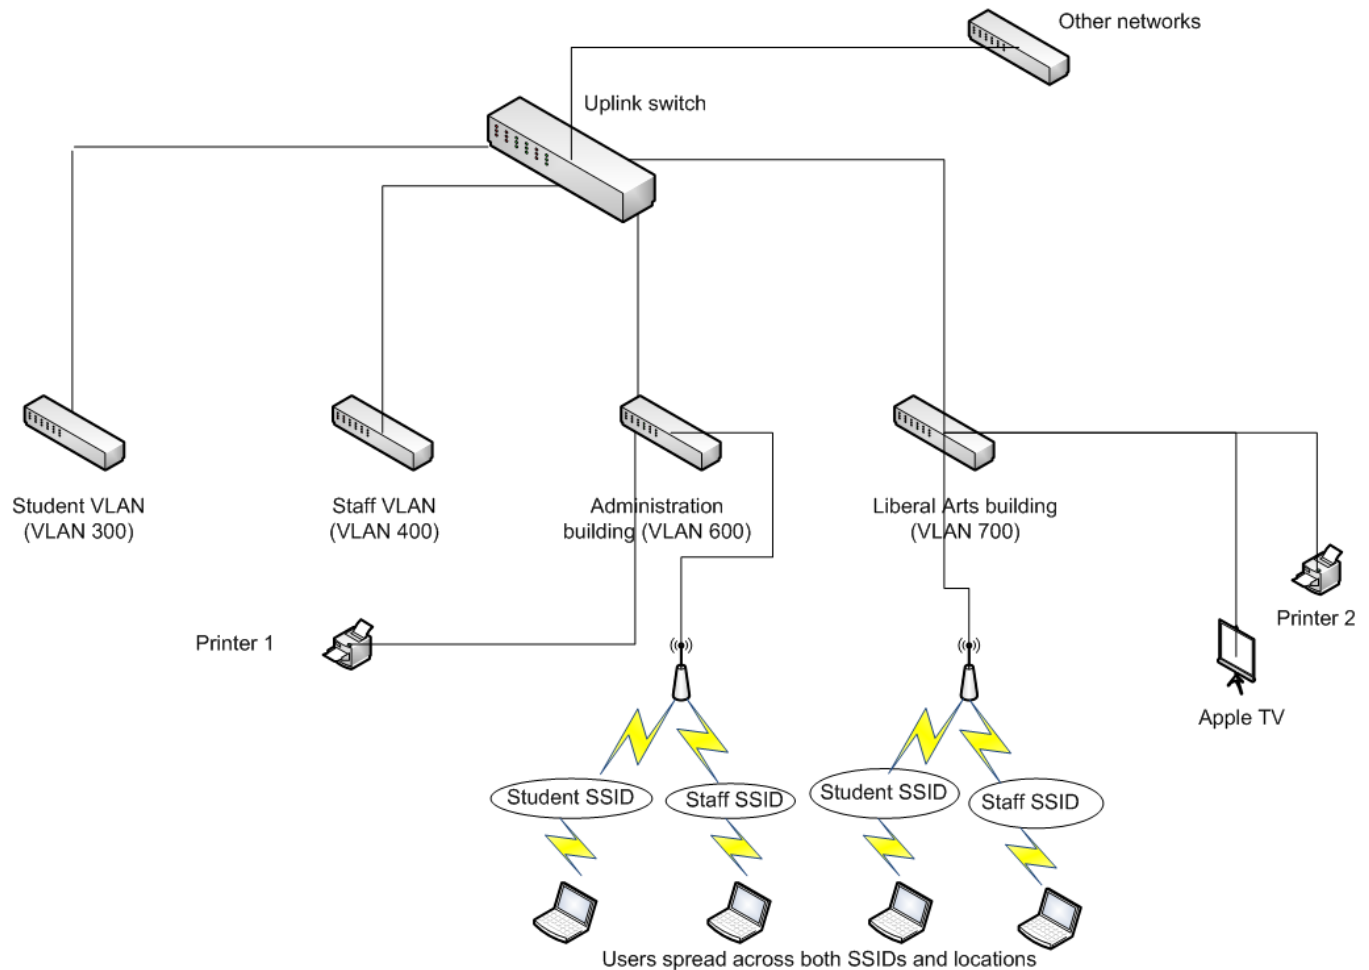 Other networks
Uplink switch
Student VLAN
(VLAN 300)
Staff VLAN
(VLAN 400)
Administration
building (VLAN 600)
Liberal Arts building
(VLAN 700)
Printer 1
Printer 2
Apple TV
Student SSID
Staff SSID
Student SSID
Staff SSID
Users spread across both SSIDs and locations